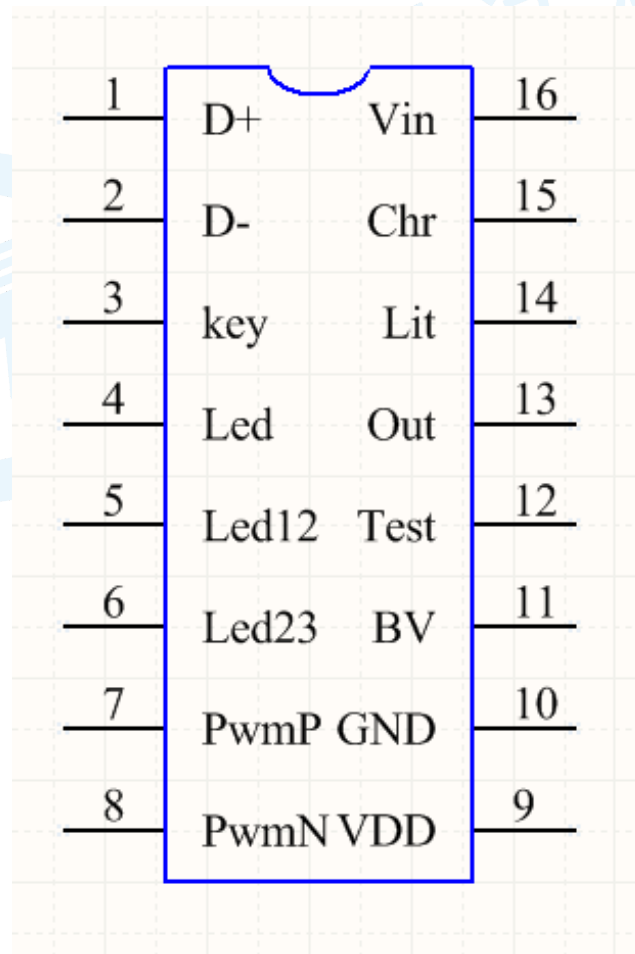 1 D+ Vin 16
2 D- Chr 15
3 key Lit 14
4 Led Out 13
5 Led12 Test 12
6 Led23 BV 11
7 PwmP GND 10
8 PwmN VDD 9